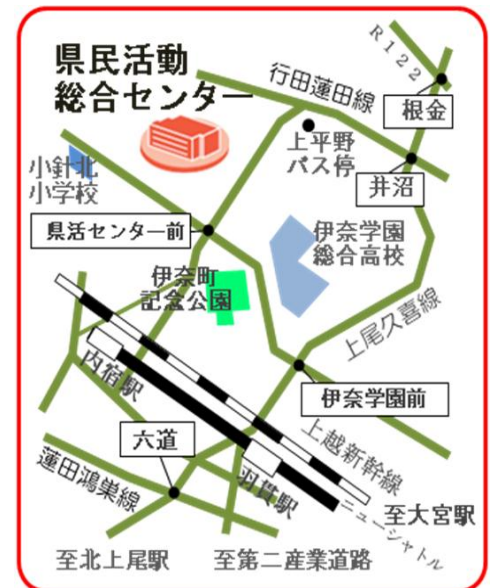 県民活動
総合センター
R122
行田蓮田線
根金
上平野
バス停
井沼
小針北
小学校
県活センター前
伊奈学園
総合高校
伊奈町
記念公園
上尾久喜線
内宿駅
伊奈学園前
六道
上越新幹線
蓮田鴻巣線
羽貫駅
ニューシャトル
至大宮駅
至北上尾駅
至第二産業道路